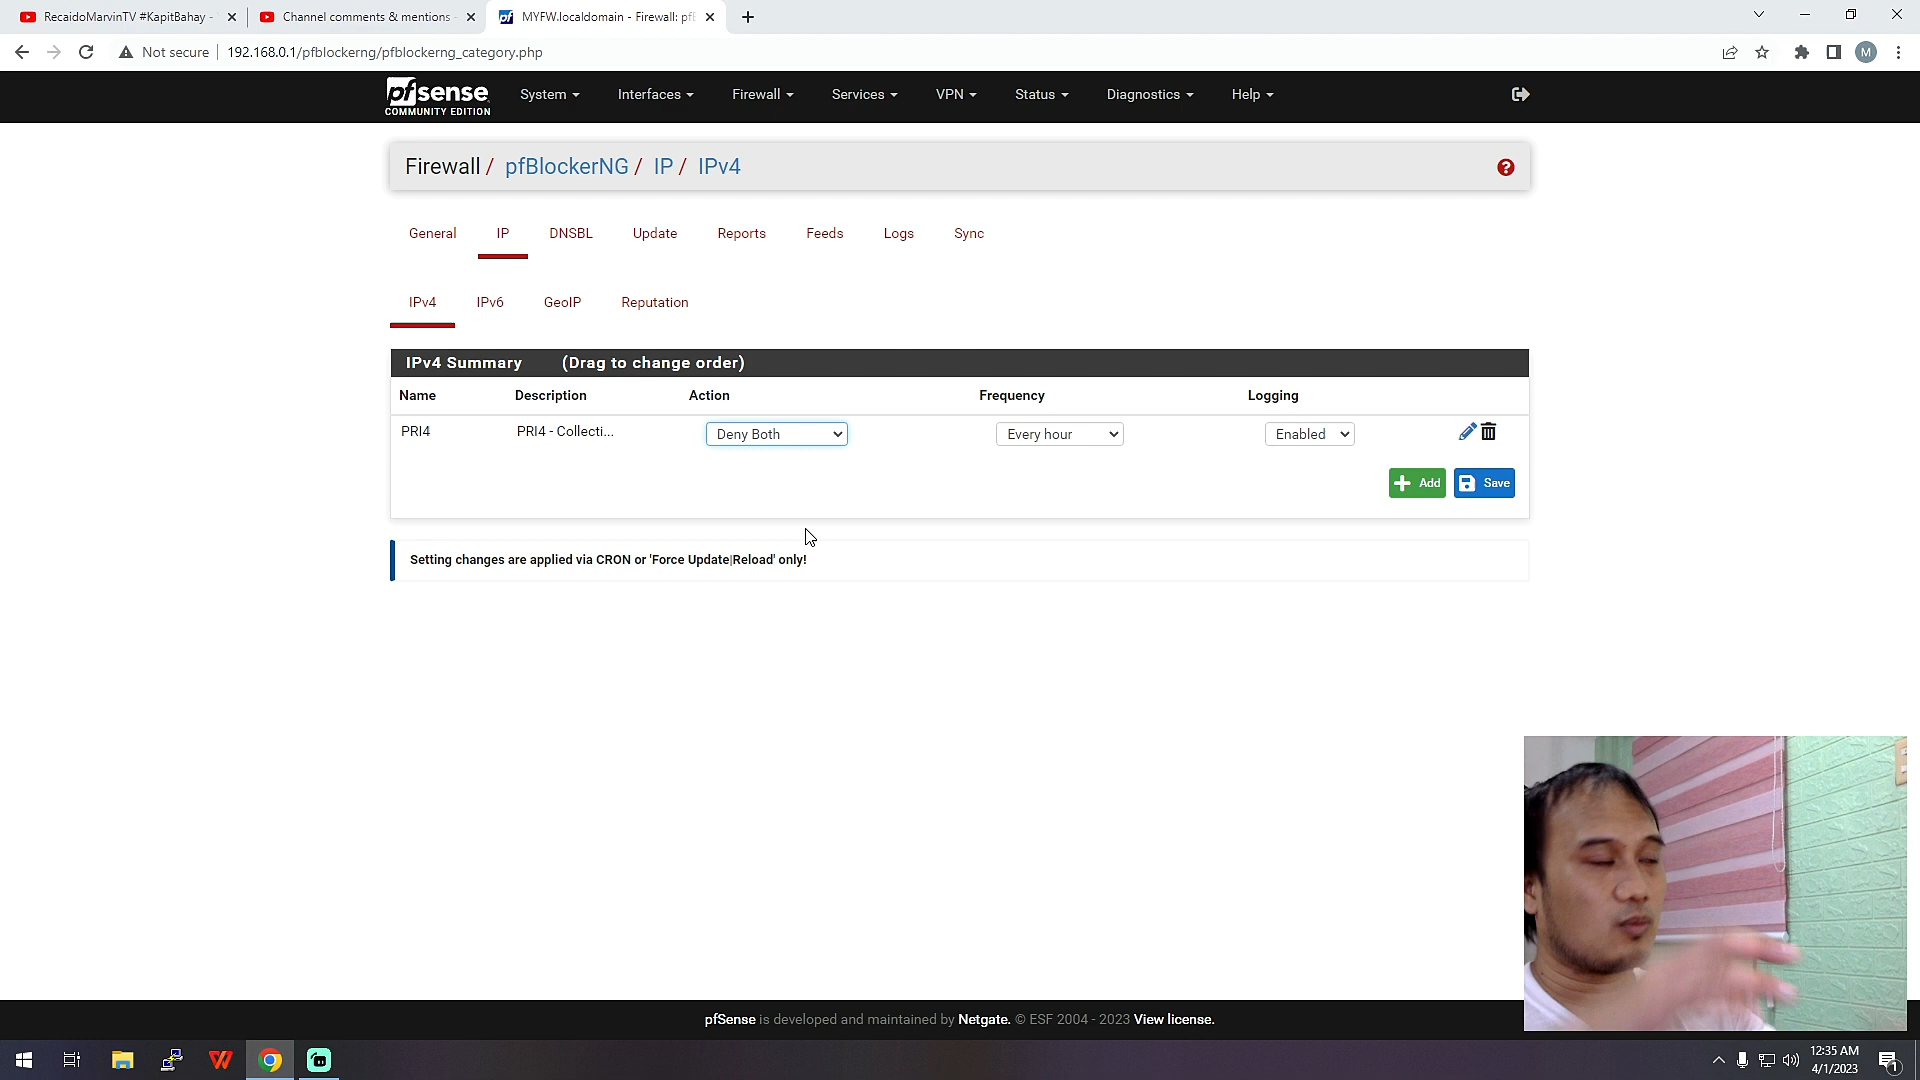 RecaidoMarvinTV #KapitBahay -
Channel comments & mentions -
MYFW.localdomain - Firewall: pf
Not secure
192.168.0.1/pfblockerng/pfblockerng_category.php
M
pfsense
COMMUNITY EDITION
System
Interfaces
Firewall
Services
VPN
Status
Diagnostics
Help
Firewall / pfBlockerNG / IP / IPv4
General
IP
DNSBL
Update
Reports
Feeds
Logs
Sync
IPv4
IPv6
GeoIP
Reputation
IPv4 Summary (Drag to change order)
Name
Description
Action
Frequency
Logging
PRI4
PRI4 - Collecti...
Deny Both
Every hour
Enabled
Add
Save
Setting changes are applied via CRON or 'Force Update|Reload' only!
pfSense is developed and maintained by Netgate. © ESF 2004 - 2023 View license.
12:35 AM
4/1/2023
1